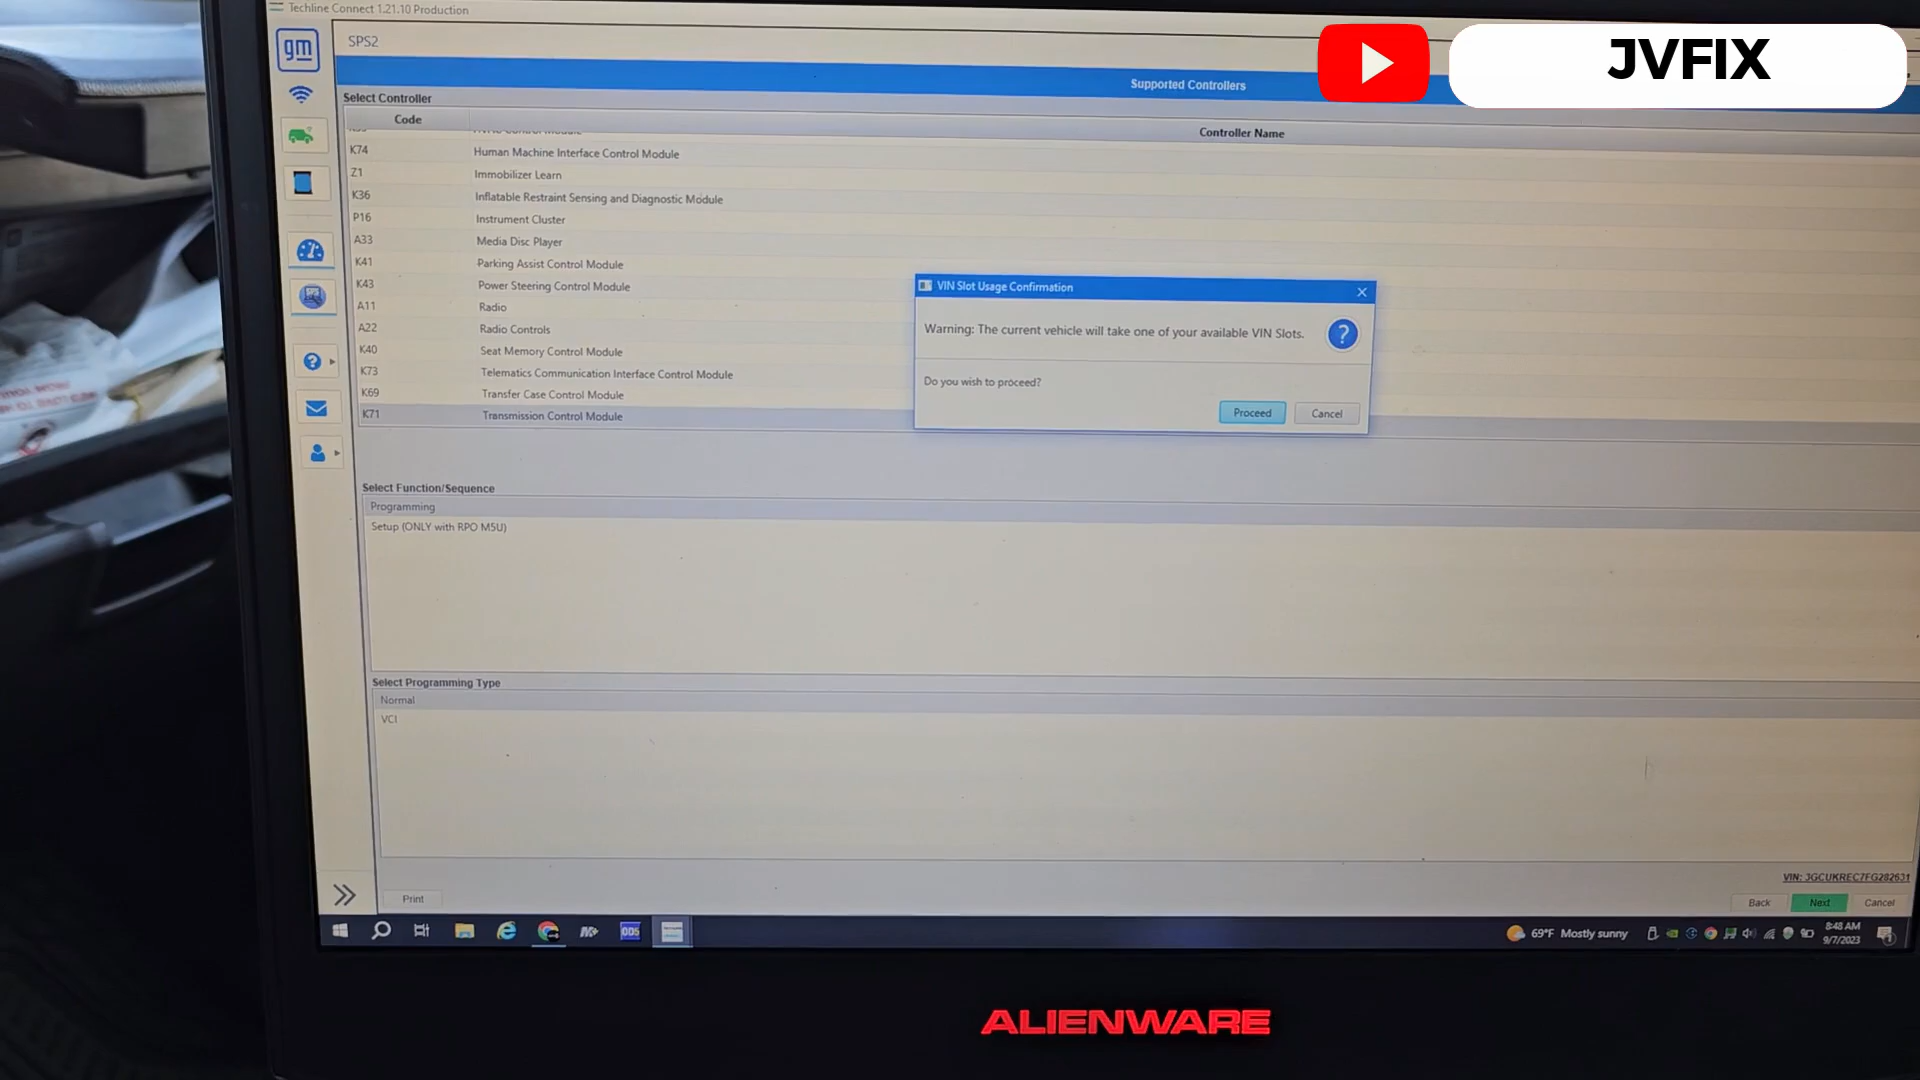 Techline Connect 1.21.10 Production
JVFIX
gm
SPS2
Supported Controllers
Select Controller
Code
Controller Name
K74 Human Machine Interface Control Module
Z1 Immobilizer Learn
K36 Inflatable Restraint Sensing and Diagnostic Module
P16 Instrument Cluster
A33 Media Disc Player
K41 Parking Assist Control Module
K43 Power Steering Control Module
A11 Radio
A22 Radio Controls
K40 Seat Memory Control Module
K73 Telematics Communication Interface Control Module
K69 Transfer Case Control Module
K71 Transmission Control Module
VIN Slot Usage Confirmation
Warning: The current vehicle will take one of your available VIN Slots.
Do you wish to proceed?
Proceed Cancel
Select Function/Sequence
Programming
Setup (ONLY with RPO M5U)
Select Programming Type
Normal
VCI
VIN: 3GCUKREC7FG282631
Print
Back Next Cancel
DDS
69°F Mostly sunny
8:48 AM
9/7/2023
ALIENWARE